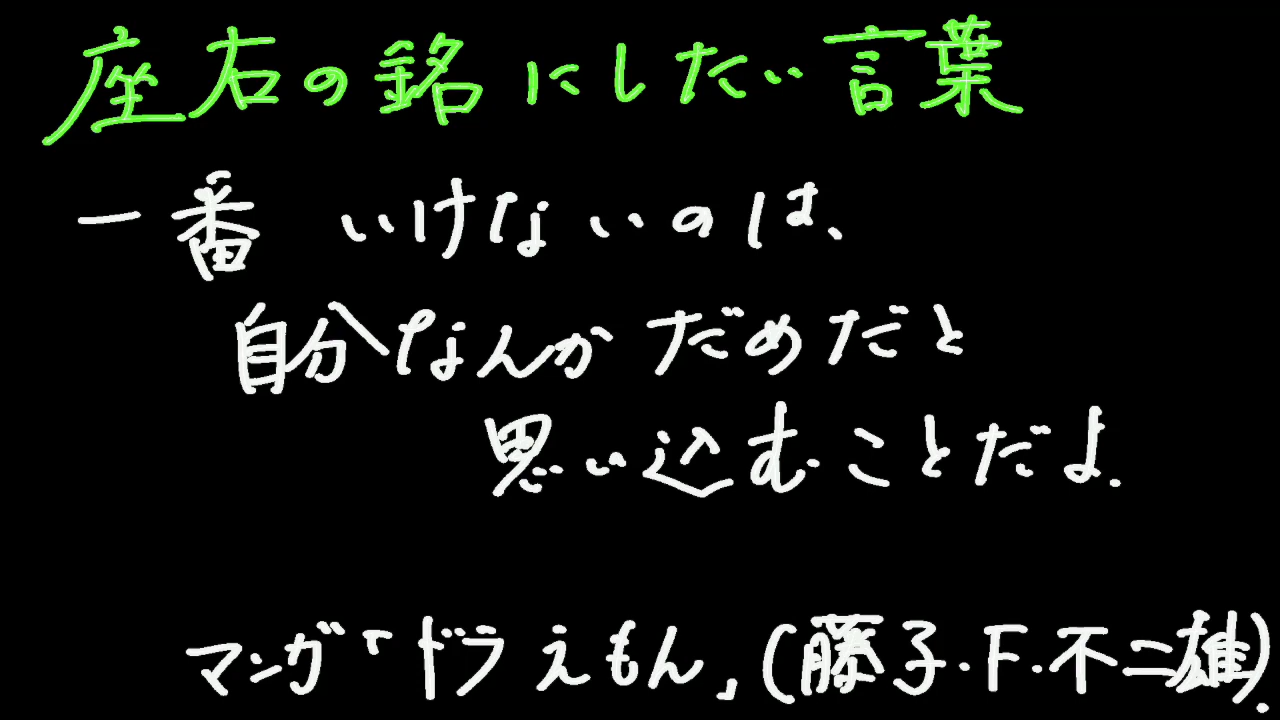 座右の銘にしたい言葉
一番 いけないのは、
自分なんかだめだと
思い込むことだよ.
マンガ「ドラえもん」(藤子・F・不二雄).